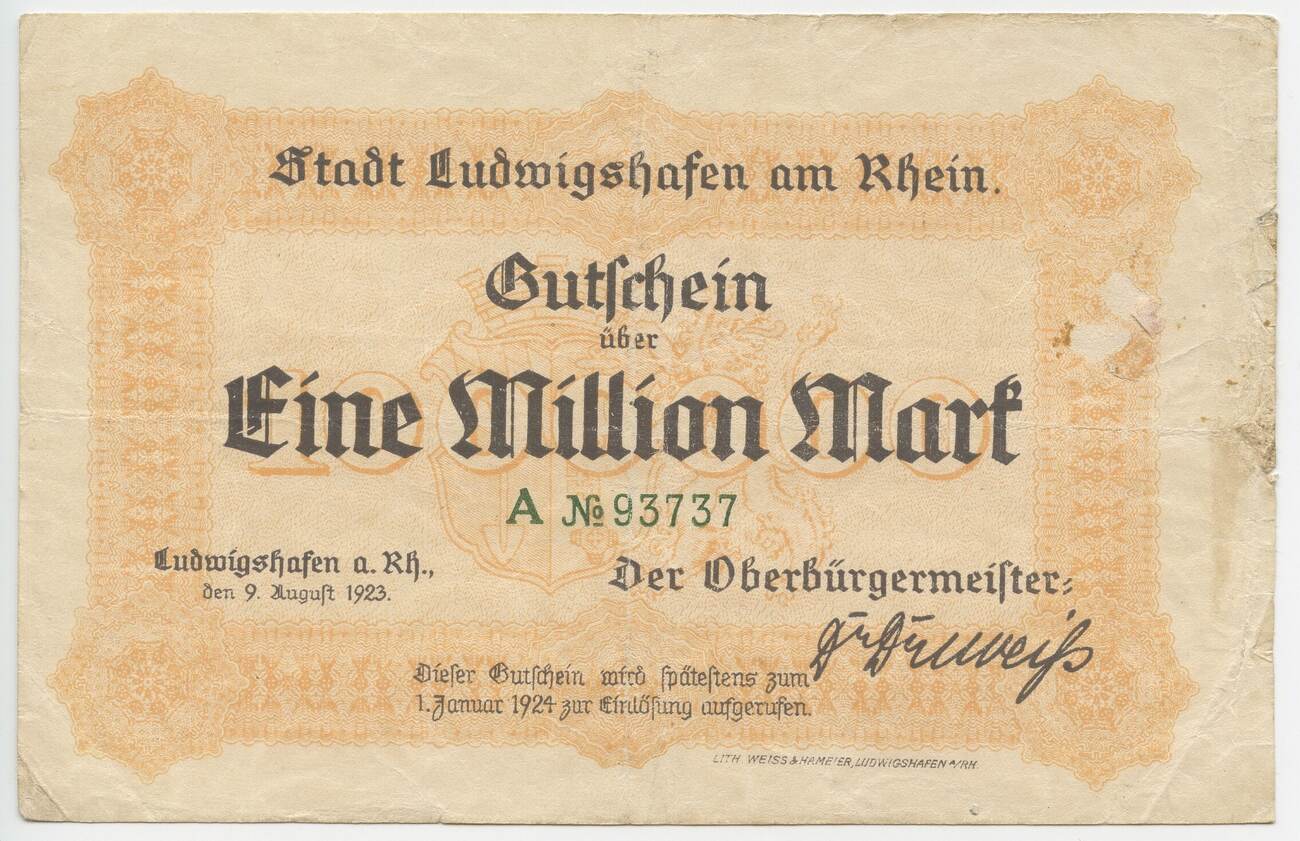 Stadt Ludwigshafen am Rhein.
Gutschein
über
Eine Million Mark
1000000
A № 93737
Ludwigshafen a. Rh.,
den 9. August 1923.
Der Oberbürgermeister:
Dieser Gutschein wird spätestens zum
1. Januar 1924 zur Einlösung aufgerufen.
LITH. WEISS & HAMEIER, LUDWIGSHAFEN a/RH.